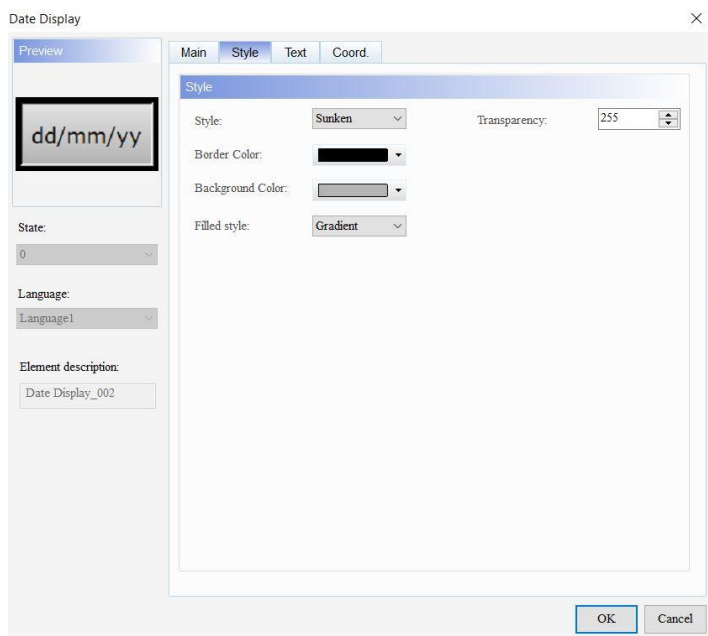 Date Display
Preview
dd/mm/yy
State:
0
Language:
Language1
Element description:
Date Display_002
Main Style Text Coord.
Style
Style: Sunken Transparency: 255
Border Color:
Background Color:
Filled style: Gradient
OK Cancel